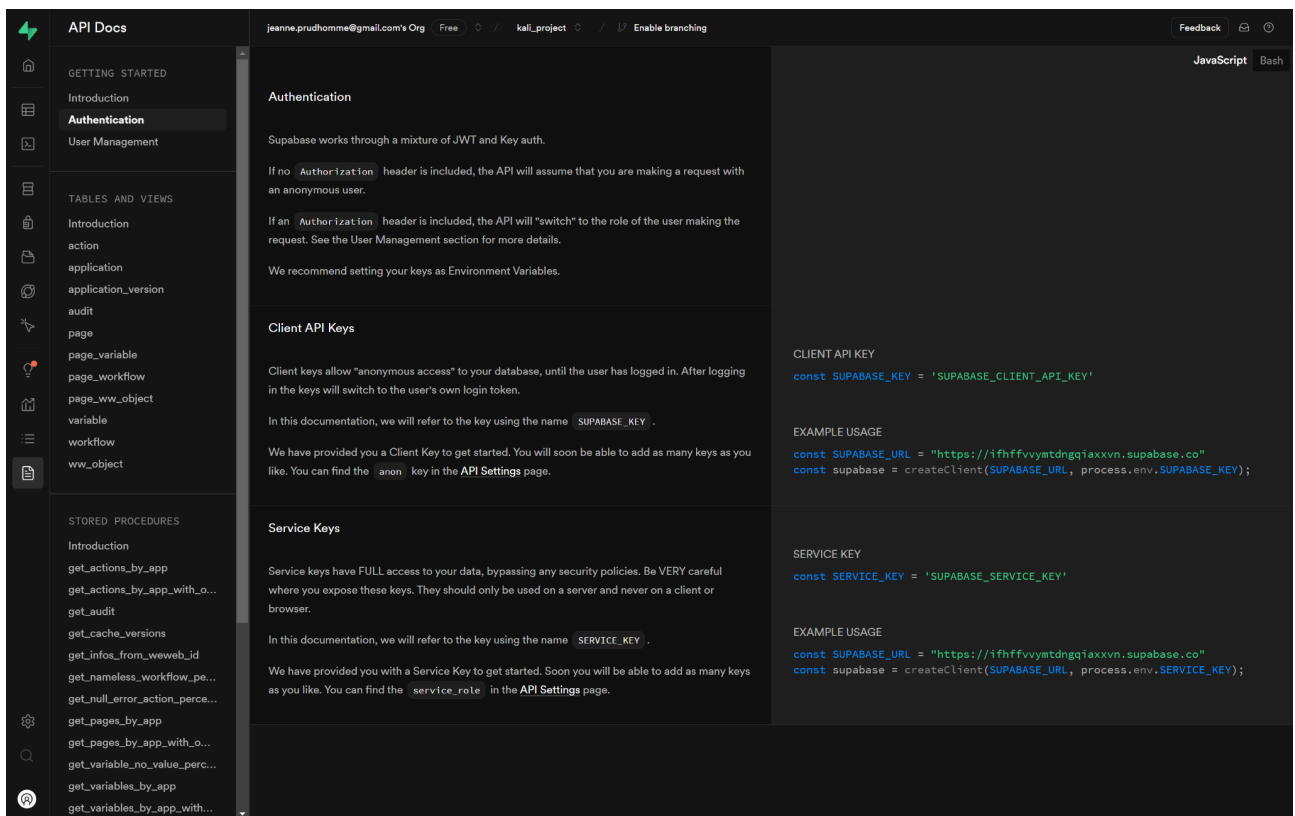 API Docs
jeanne.prudhomme@gmail.com's Org Free / kali_project / Enable branching
Feedback
GETTING STARTED
Introduction
Authentication
User Management
TABLES AND VIEWS
Introduction
action
application
application_version
audit
page
page_variable
page_workflow
page_ww_object
variable
workflow
ww_object
STORED PROCEDURES
Introduction
get_actions_by_app
get_actions_by_app_with_o...
get_audit
get_cache_versions
get_infos_from_weweb_id
get_nameless_workflow_pe...
get_null_error_action_perce...
get_pages_by_app
get_pages_by_app_with_o...
get_variable_no_value_perc...
get_variables_by_app
get_variables_by_app_with...
JavaScript Bash
Authentication
Supabase works through a mixture of JWT and Key auth.
If no Authorization header is included, the API will assume that you are making a request with
an anonymous user.
If an Authorization header is included, the API will "switch" to the role of the user making the
request. See the User Management section for more details.
We recommend setting your keys as Environment Variables.
Client API Keys
Client keys allow "anonymous access" to your database, until the user has logged in. After logging
in the keys will switch to the user's own login token.
In this documentation, we will refer to the key using the name SUPABASE_KEY .
We have provided you a Client Key to get started. You will soon be able to add as many keys as you
like. You can find the anon key in the API Settings page.
CLIENT API KEY
const SUPABASE_KEY = 'SUPABASE_CLIENT_API_KEY'
EXAMPLE USAGE
const SUPABASE_URL = "https://ifhffvvymtdngqiaxxvn.supabase.co"
const supabase = createClient(SUPABASE_URL, process.env.SUPABASE_KEY);
Service Keys
Service keys have FULL access to your data, bypassing any security policies. Be VERY careful
where you expose these keys. They should only be used on a server and never on a client or
browser.
In this documentation, we will refer to the key using the name SERVICE_KEY .
We have provided you with a Service Key to get started. Soon you will be able to add as many keys
as you like. You can find the service_role in the API Settings page.
SERVICE KEY
const SERVICE_KEY = 'SUPABASE_SERVICE_KEY'
EXAMPLE USAGE
const SUPABASE_URL = "https://ifhffvvymtdngqiaxxvn.supabase.co"
const supabase = createClient(SUPABASE_URL, process.env.SERVICE_KEY);